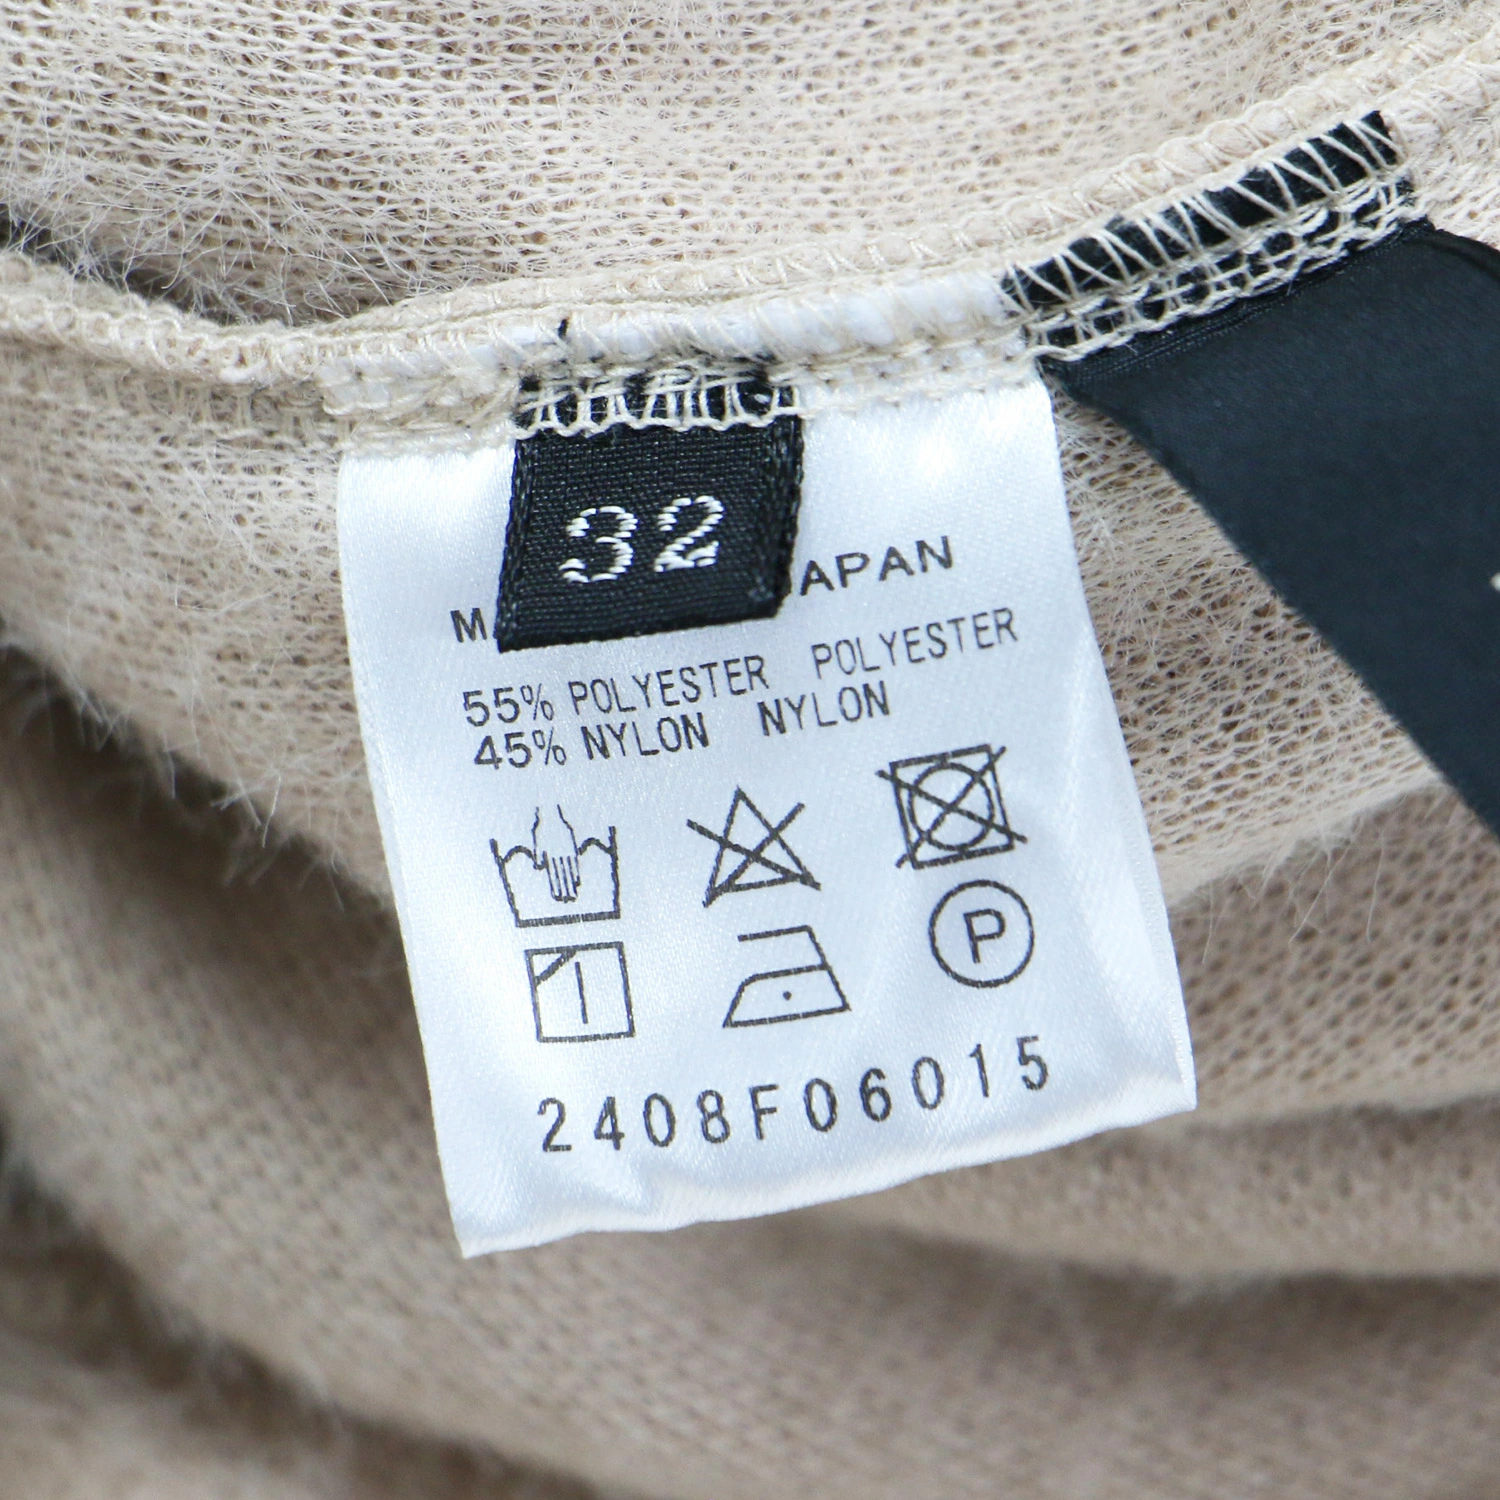 32
APAN
55% POLYESTER POLYESTER
45% NYLON NYLON
P
2408F06015